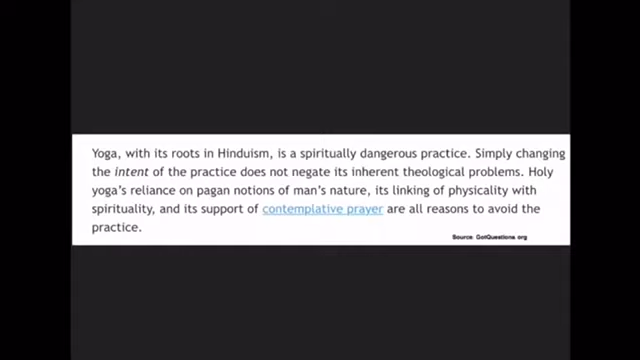 Yoga, with its roots in Hinduism, is a spiritually dangerous practice. Simply changing
the intent of the practice does not negate its inherent theological problems. Holy
yoga's reliance on pagan notions of man's nature, its linking of physicality with
spirituality, and its support of contemplative prayer are all reasons to avoid the
practice.
Source GotQuestions org